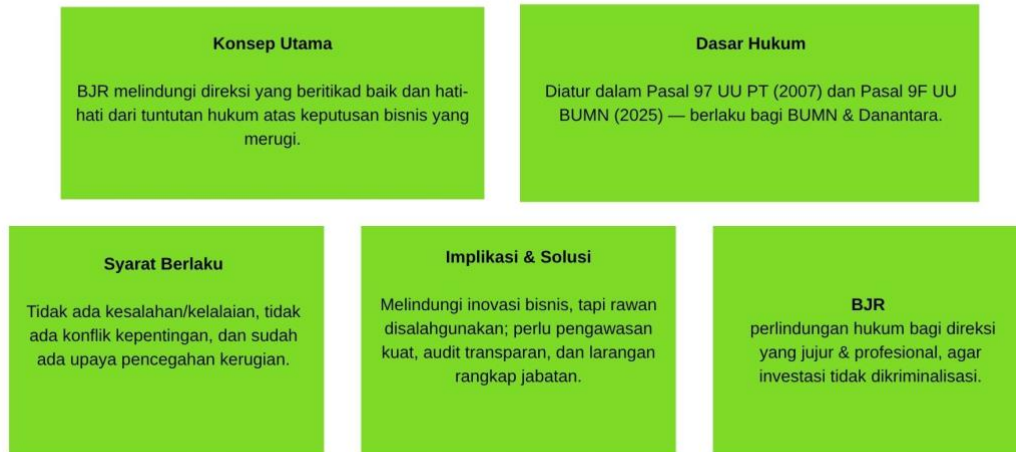 Konsep Utama
BJR melindungi direksi yang beritikad baik dan hati-
hati dari tuntutan hukum atas keputusan bisnis yang
merugi.
Dasar Hukum
Diatur dalam Pasal 97 UU PT (2007) dan Pasal 9F UU
BUMN (2025) — berlaku bagi BUMN & Danantara.
Syarat Berlaku
Tidak ada kesalahan/kelalaian, tidak
ada konflik kepentingan, dan sudah
ada upaya pencegahan kerugian.
Implikasi & Solusi
Melindungi inovasi bisnis, tapi rawan
disalahgunakan; perlu pengawasan
kuat, audit transparan, dan larangan
rangkap jabatan.
BJR
perlindungan hukum bagi direksi
yang jujur & profesional, agar
investasi tidak dikriminalisasi.